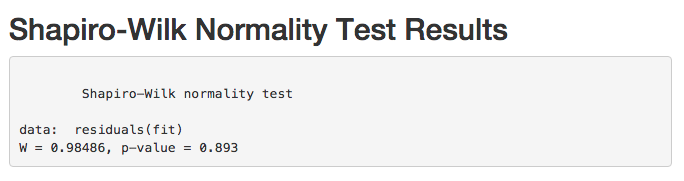 Shapiro-Wilk Normality Test Results
Shapiro-Wilk normality test
data:  residuals(fit)
W = 0.98486, p-value = 0.893